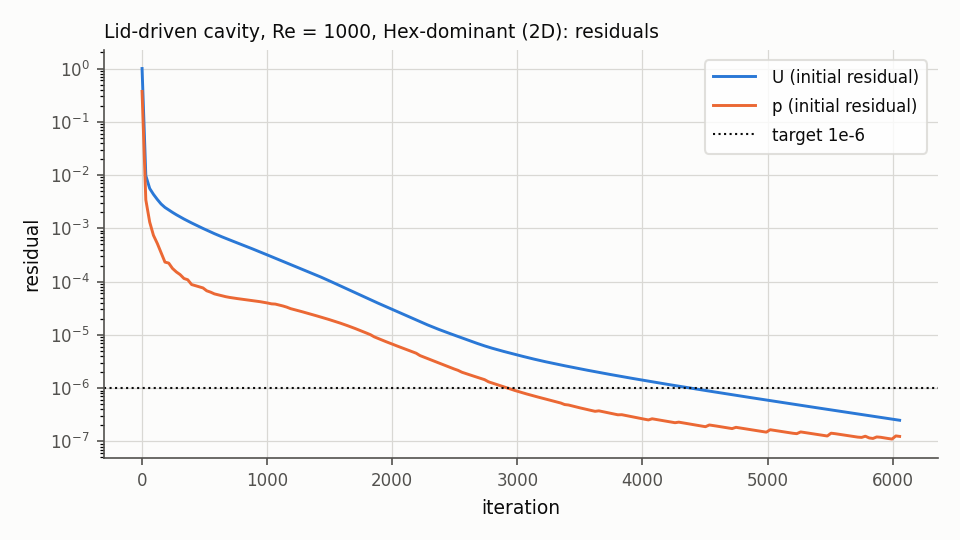 Lid-driven cavity, Re = 1000, Hex-dominant (2D): residuals
U (initial residual)
p (initial residual)
target 1e-6
residual
10⁰
10⁻¹
10⁻²
10⁻³
10⁻⁴
10⁻⁵
10⁻⁶
10⁻⁷
0 1000 2000 3000 4000 5000 6000
iteration